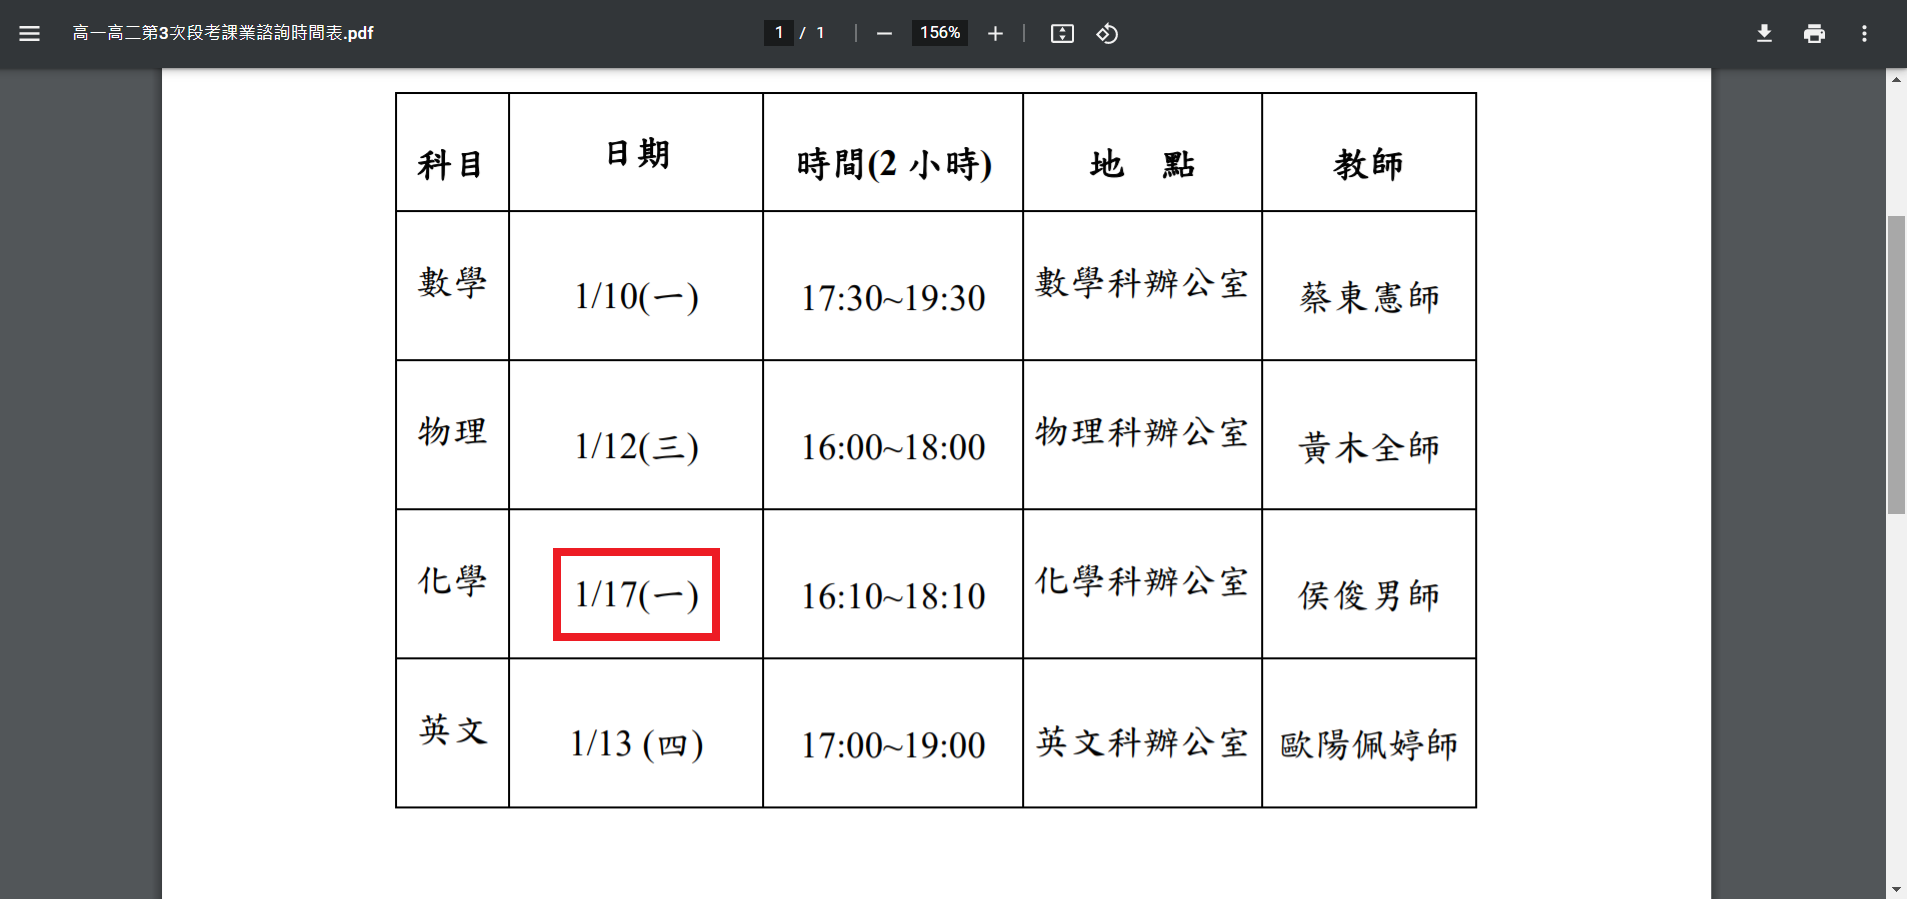 高一高二第3次段考課業諮詢時間表.pdf
1 / 1
156%
科目 日期 時間(2 小時) 地 點 教師
數學 1/10(一) 17:30~19:30 數學科辦公室 蔡東憲師
物理 1/12(三) 16:00~18:00 物理科辦公室 黃木全師
化學 1/17(一) 16:10~18:10 化學科辦公室 侯俊男師
英文 1/13 (四) 17:00~19:00 英文科辦公室 歐陽佩婷師